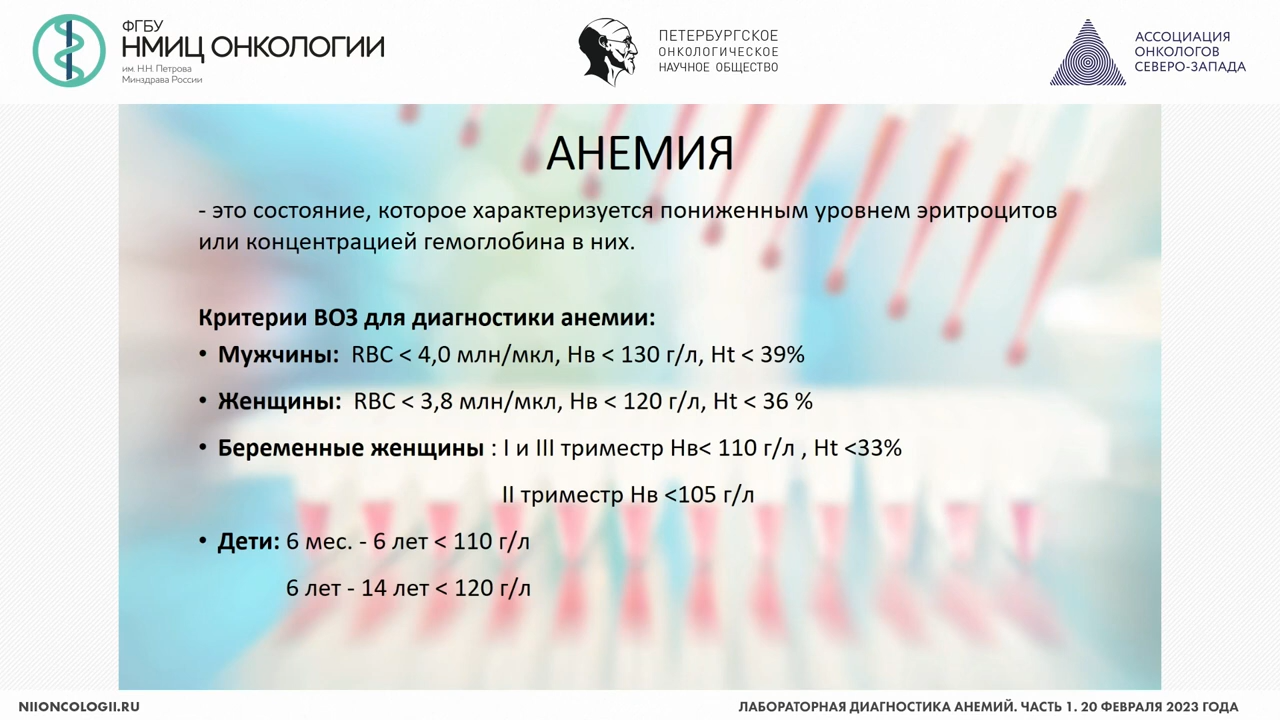 ФГБУ
НМИЦ ОНКОЛОГИИ
им. Н.Н. Петрова
Минздрава России
ПЕТЕРБУРГСКОЕ
ОНКОЛОГИЧЕСКОЕ
НАУЧНОЕ ОБЩЕСТВО
АССОЦИАЦИЯ
ОНКОЛОГОВ
СЕВЕРО-ЗАПАДА
АНЕМИЯ
- это состояние, которое характеризуется пониженным уровнем эритроцитов
или концентрацией гемоглобина в них.
Критерии ВОЗ для диагностики анемии:
• Мужчины: RBC < 4,0 млн/мкл, Нв < 130 г/л, Ht < 39%
• Женщины: RBC < 3,8 млн/мкл, Нв < 120 г/л, Ht < 36 %
• Беременные женщины : I и III триместр Нв< 110 г/л , Ht <33%
II триместр Нв <105 г/л
• Дети: 6 мес. - 6 лет < 110 г/л
6 лет - 14 лет < 120 г/л
NIIONCOLOGII.RU
ЛАБОРАТОРНАЯ ДИАГНОСТИКА АНЕМИЙ. ЧАСТЬ 1. 20 ФЕВРАЛЯ 2023 ГОДА